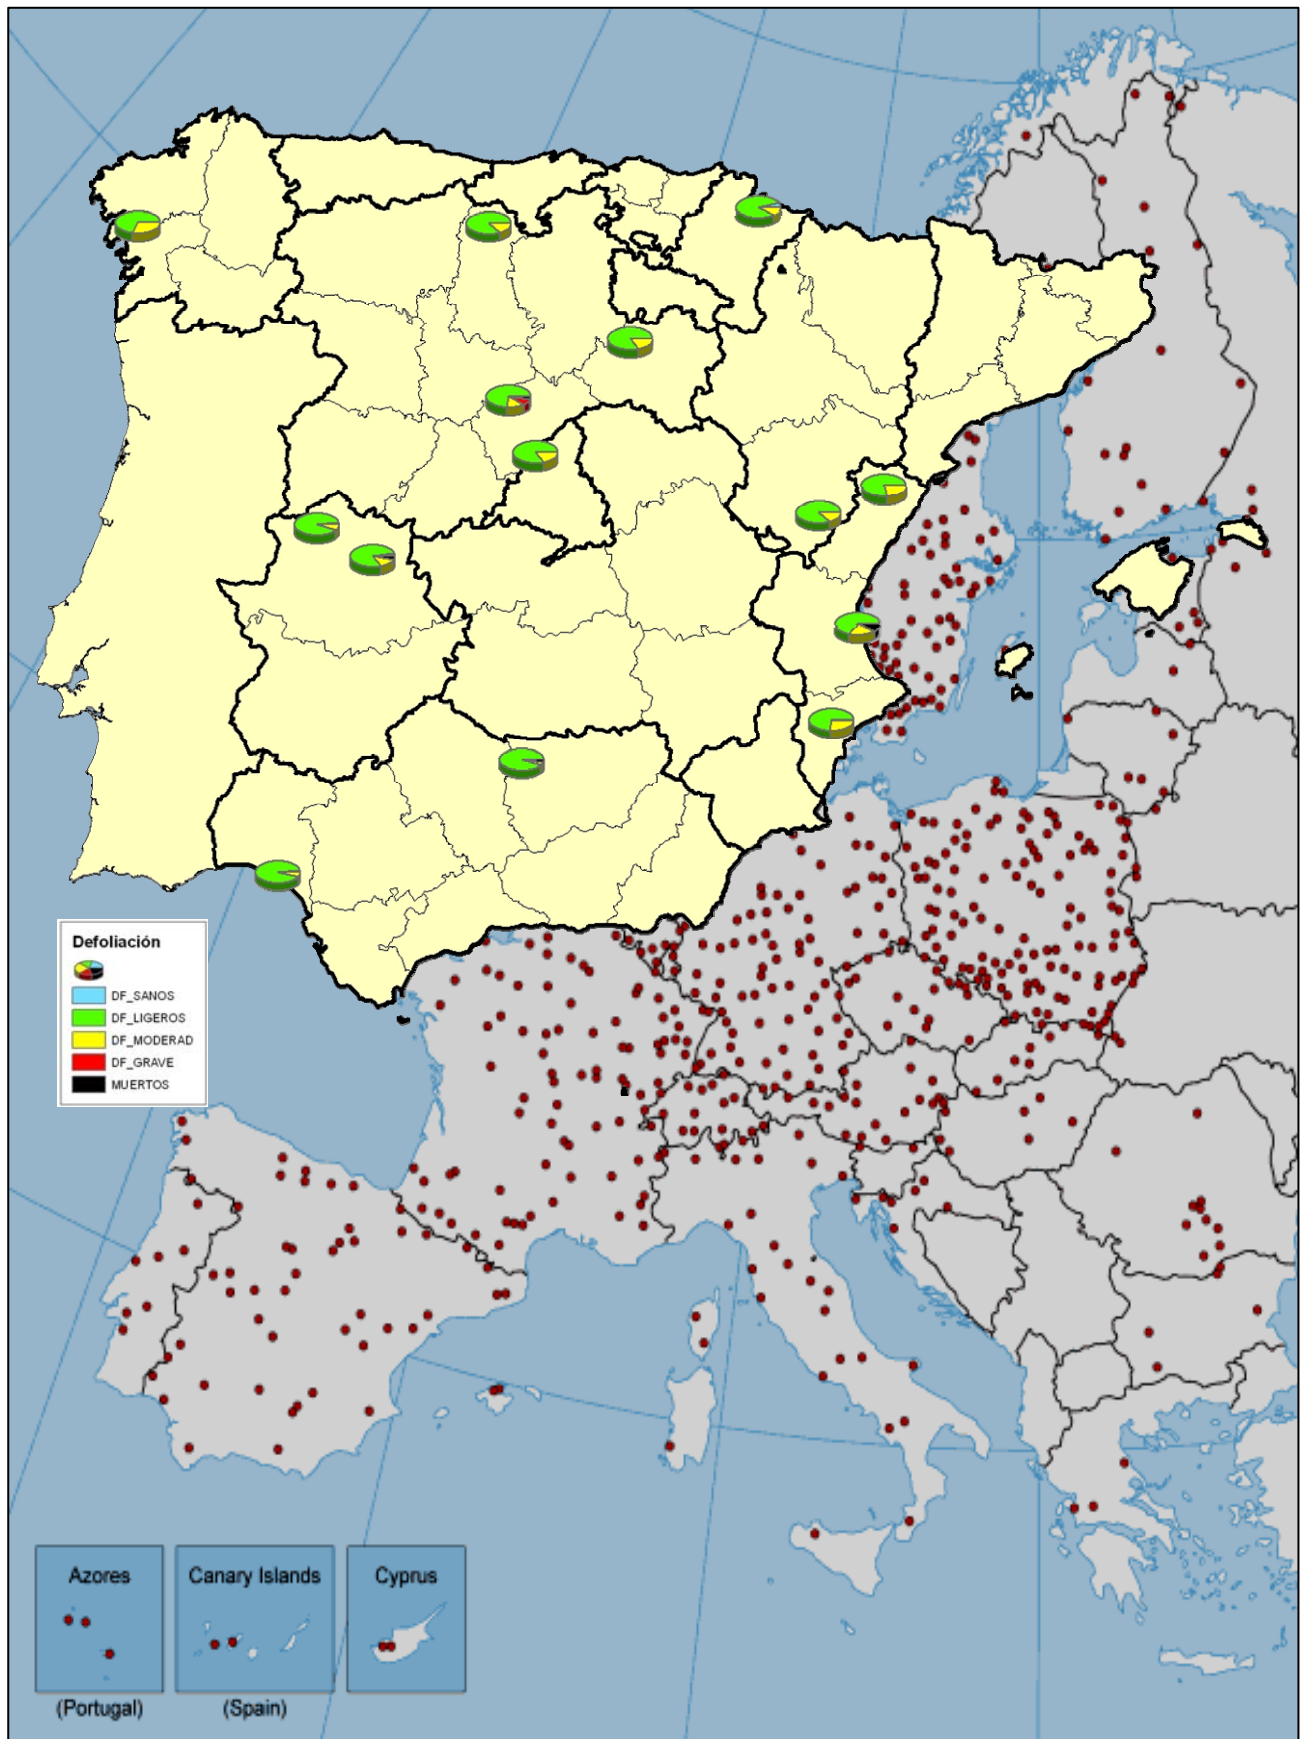 Defoliación
DF_SANOS
DF_LIGEROS
DF_MODERAD
DF_GRAVE
MUERTOS
Azores
Canary Islands
Cyprus
(Portugal)
(Spain)